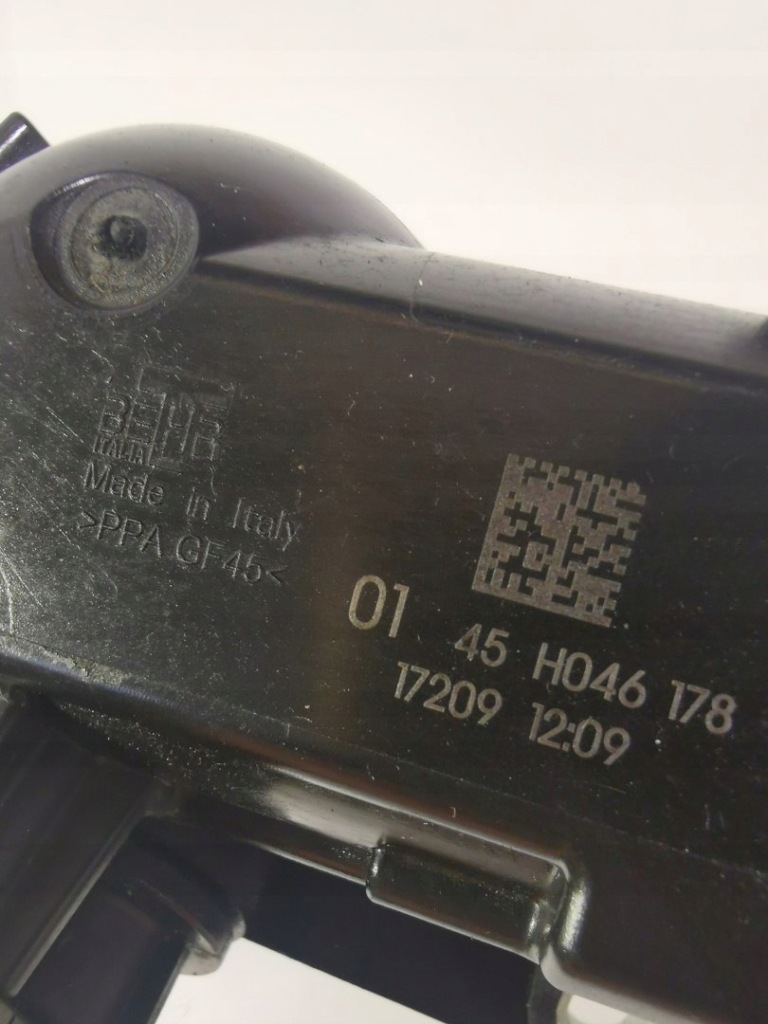 BEHR
ITALIA
Made in Italy
>PPA GF45<
01 45 H046 178
17209 12:09